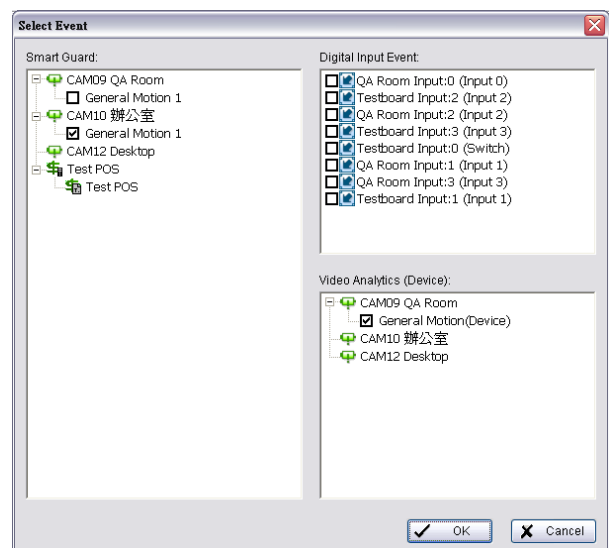 Select Event
Smart Guard:
CAM09 QA Room
General Motion 1
CAM10 辦公室
General Motion 1
CAM12 Desktop
Test POS
Test POS
Digital Input Event:
QA Room Input:0 (Input 0)
Testboard Input:2 (Input 2)
QA Room Input:2 (Input 2)
Testboard Input:3 (Input 3)
Testboard Input:0 (Switch)
QA Room Input:1 (Input 1)
QA Room Input:3 (Input 3)
Testboard Input:1 (Input 1)
Video Analytics (Device):
CAM09 QA Room
General Motion(Device)
CAM10 辦公室
CAM12 Desktop
OK
Cancel